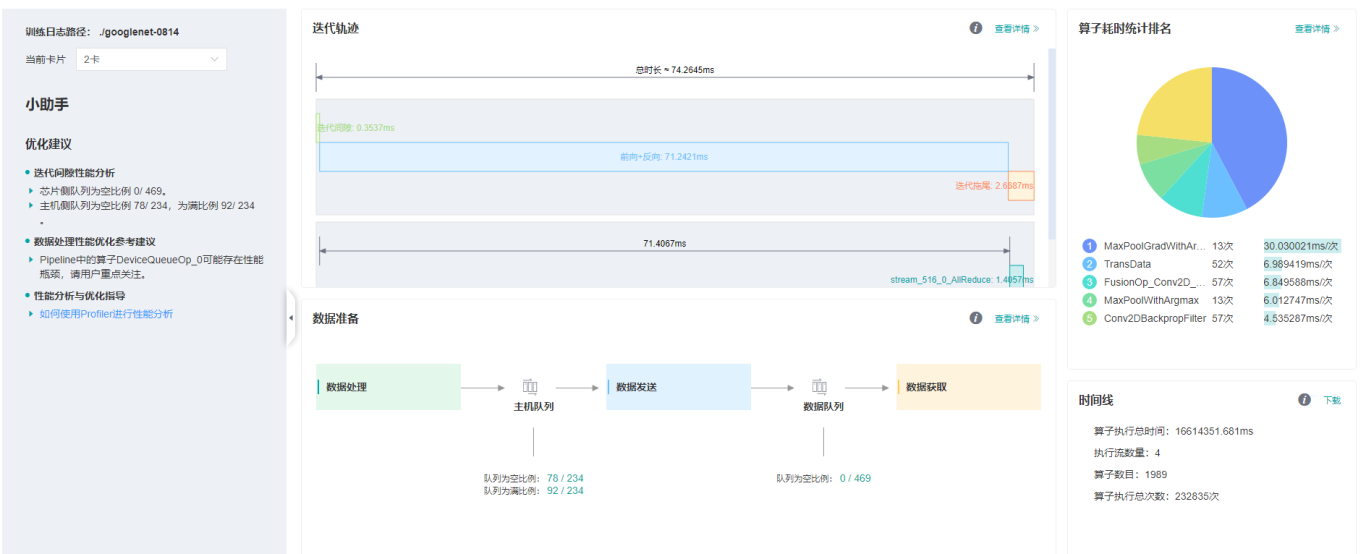 训练日志路径： ./googlenet-0814
当前卡片 2卡
小助手
优化建议
迭代间隙性能分析
芯片侧队列为空比例 0/ 469。
主机侧队列为空比例 78/ 234，为满比例 92/ 234
。
数据处理性能优化参考建议
Pipeline中的算子DeviceQueueOp_0可能存在性能
瓶颈，请用户重点关注。
性能分析与优化指导
如何使用Profiler进行性能分析
迭代轨迹
查看详情
总时长 ≈ 74.2645ms
迭代间隙: 0.3537ms
前向+反向: 71.2421ms
迭代拖尾: 2.6687ms
71.4067ms
stream_516_0_AllReduce: 1.4057ms
数据准备
查看详情
数据处理
主机队列
数据发送
数据队列
数据获取
队列为空比例： 78 / 234
队列为满比例： 92 / 234
队列为空比例： 0 / 469
算子耗时统计排名
查看详情
1 MaxPoolGradWithAr... 13次 30.030021ms/次
2 TransData 52次 6.989419ms/次
3 FusionOp_Conv2D_... 57次 6.849588ms/次
4 MaxPoolWithArgmax 13次 6.012747ms/次
5 Conv2DBackpropFilter 57次 4.535287ms/次
时间线
下载
算子执行总时间：16614351.681ms
执行流数量：4
算子数目：1989
算子执行总次数：232835次